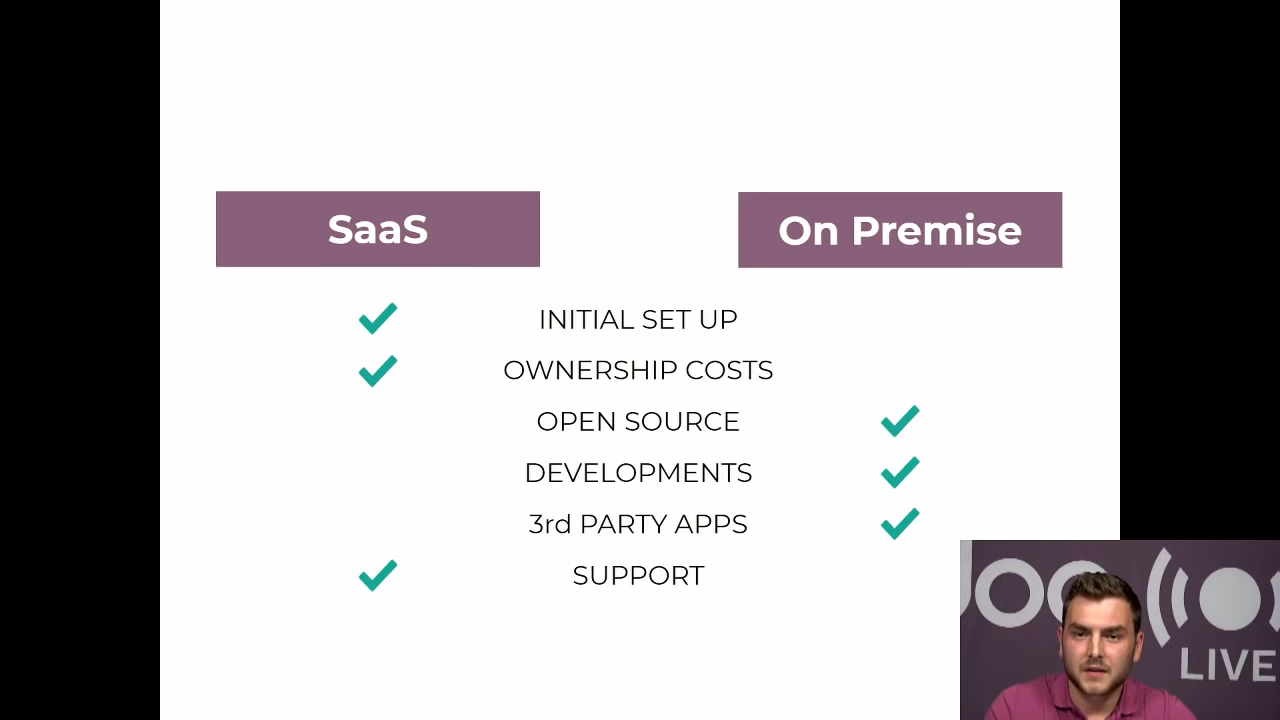 SaaS
On Premise
INITIAL SET UP
OWNERSHIP COSTS
OPEN SOURCE
DEVELOPMENTS
3rd PARTY APPS
SUPPORT
LIVE